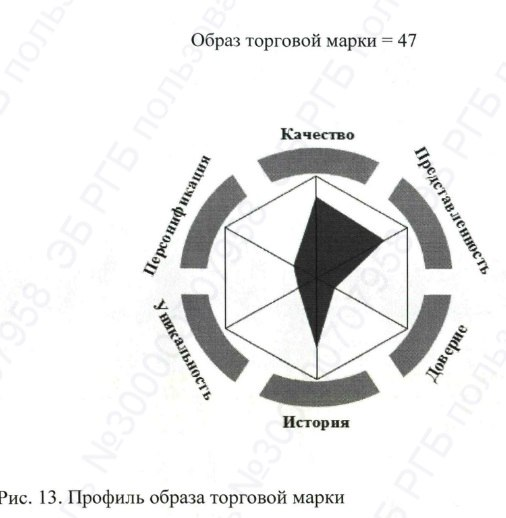 Образ торговой марки = 47
Качество
Персонификация
Представленность
Уникальность
Доверие
История
Рис. 13. Профиль образа торговой марки